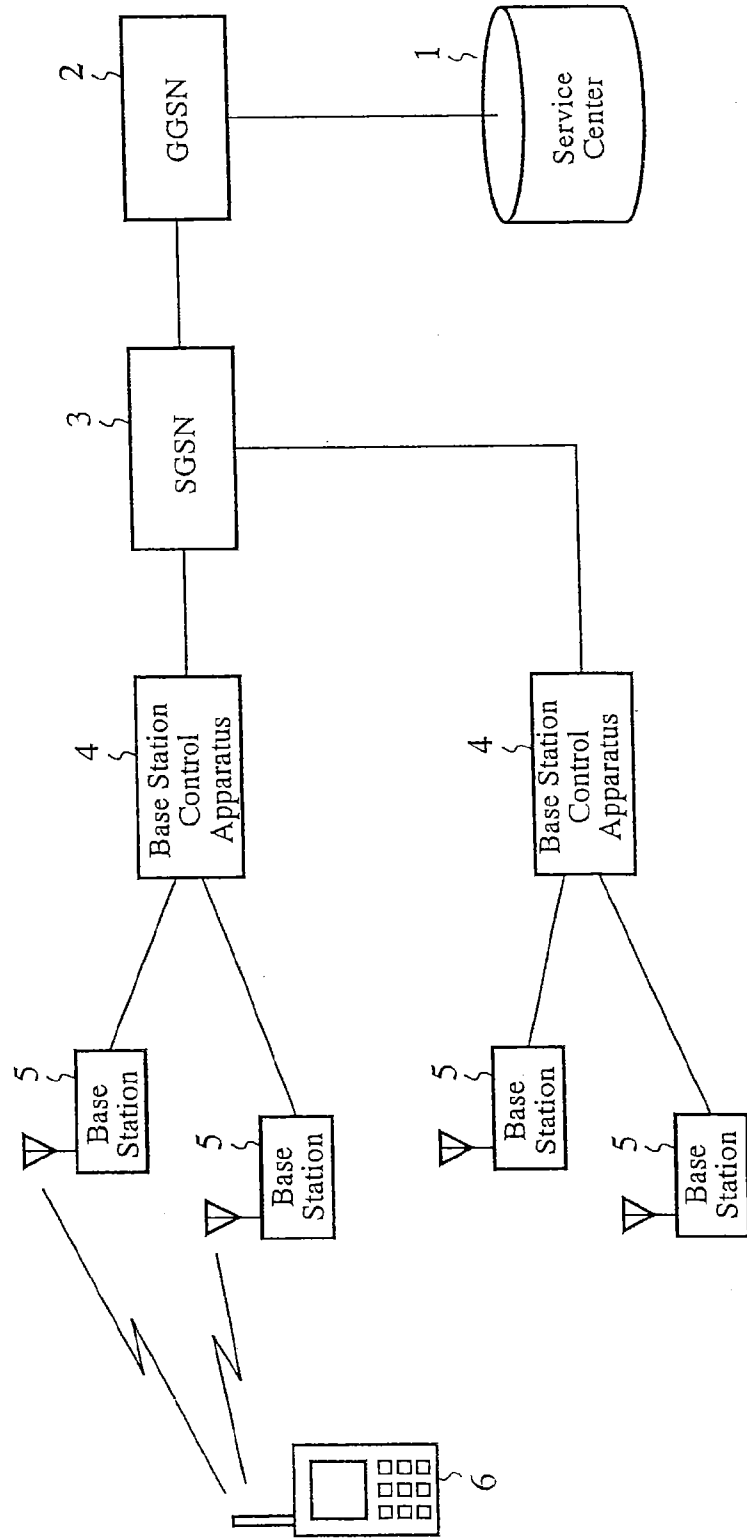 2
GGSN
1
Service
Center
3
SGSN
4
Base Station
Control
Apparatus
4
Base Station
Control
Apparatus
5
Base
Station
5
Base
Station
5
Base
Station
5
Base
Station
6